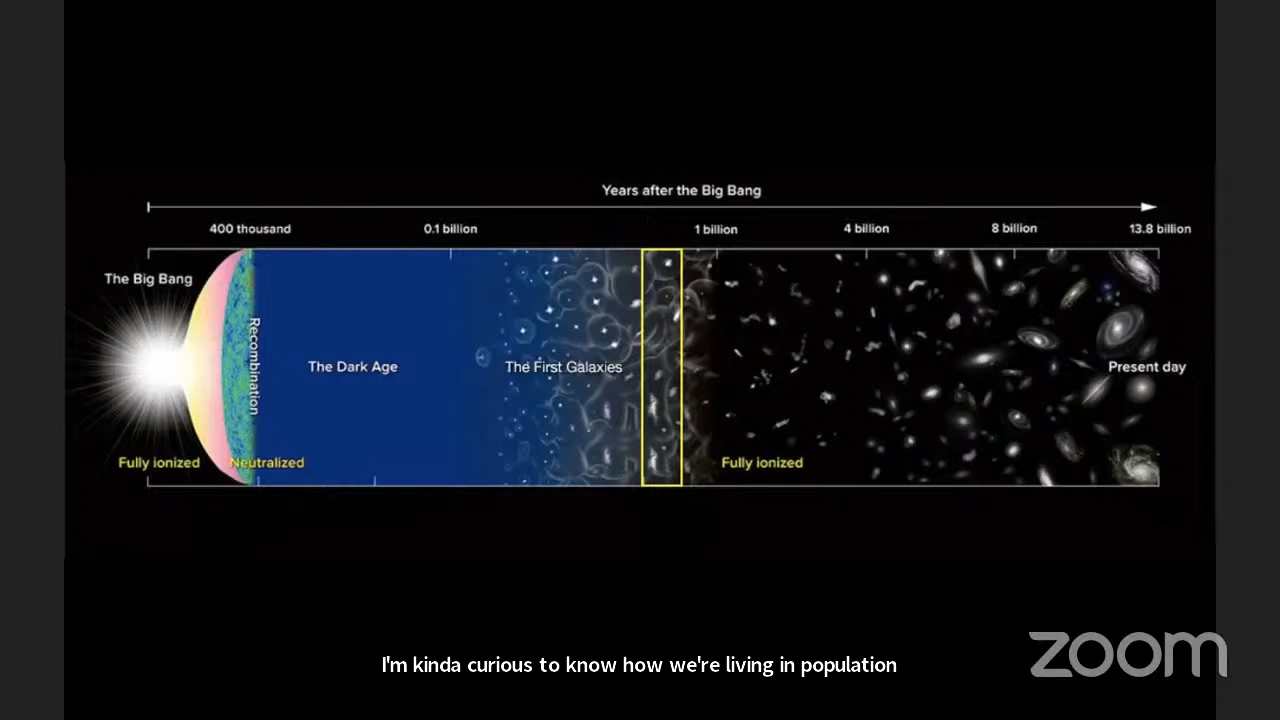 Years after the Big Bang
400 thousand
0.1 billion
1 billion
4 billion
8 billion
13.8 billion
The Big Bang
Recombination
The Dark Age
The First Galaxies
Present day
Fully ionized
Neutralized
Fully ionized
zoom
I'm kinda curious to know how we're living in population